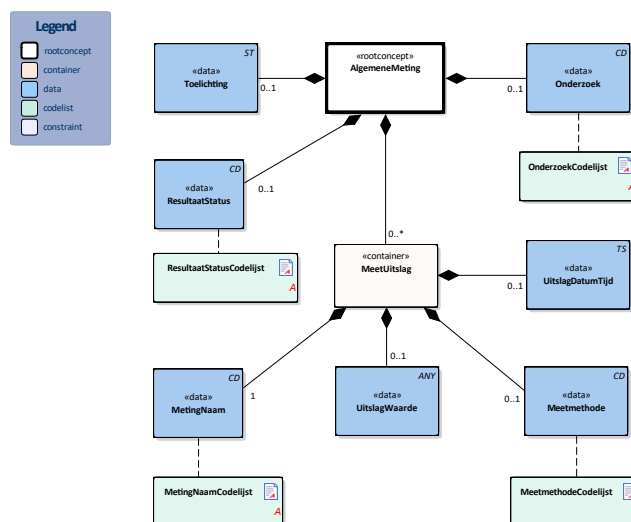 Legend
rootconcept
container
data
codelist
constraint
ST
«data»
Toelichting
0..1
«rootconcept»
AlgemeneMeting
CD
«data»
Onderzoek
0..1
OnderzoekCodelijst
A
CD
«data»
ResultaatStatus
0..1
ResultaatStatusCodelijst
A
0..*
«container»
MeetUitslag
TS
«data»
UitslagDatumTijd
0..1
CD
«data»
MetingNaam
1
ANY
«data»
UitslagWaarde
0..1
CD
«data»
Meetmethode
0..1
MetingNaamCodelijst
A
MeetmethodeCodelijst